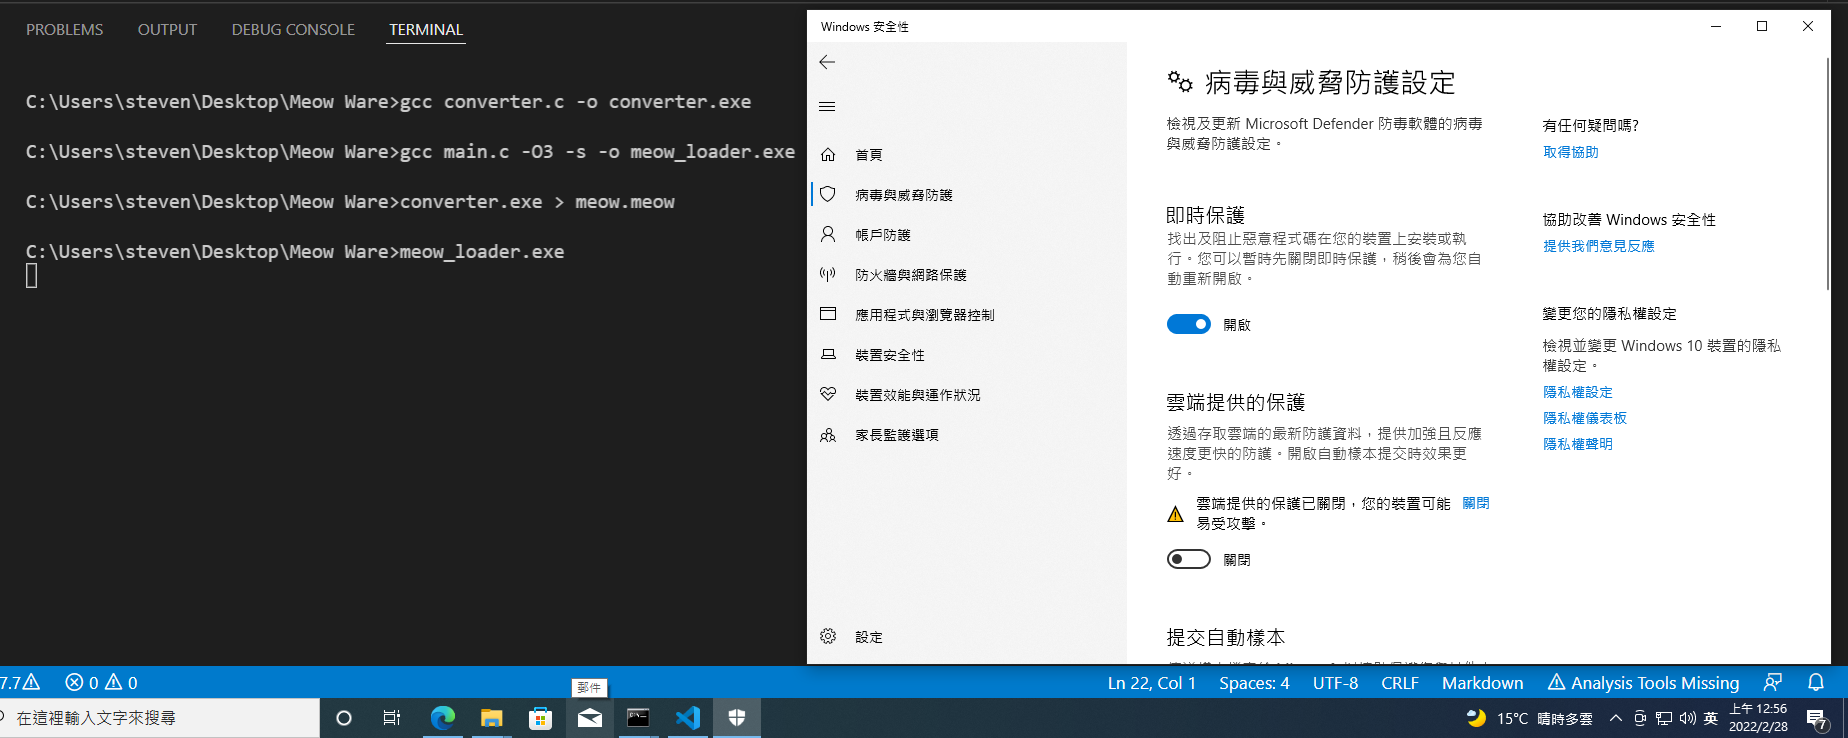 PROBLEMS OUTPUT DEBUG CONSOLE TERMINAL
C:\Users\steven\Desktop\Meow Ware>gcc converter.c -o converter.exe
C:\Users\steven\Desktop\Meow Ware>gcc main.c -O3 -s -o meow_loader.exe
C:\Users\steven\Desktop\Meow Ware>converter.exe > meow.meow
C:\Users\steven\Desktop\Meow Ware>meow_loader.exe
Windows 安全性
首頁
病毒與威脅防護
帳戶防護
防火牆與網路保護
應用程式與瀏覽器控制
裝置安全性
裝置效能與運作狀況
家長監護選項
設定
病毒與威脅防護設定
檢視及更新 Microsoft Defender 防毒軟體的病毒
與威脅防護設定。
即時保護
找出及阻止惡意程式碼在您的裝置上安裝或執
行。您可以暫時先關閉即時保護，稍後會為您自
動重新開啟。
開啟
雲端提供的保護
透過存取雲端的最新防護資料，提供加強且反應
速度更快的防護。開啟自動樣本提交時效果更
好。
雲端提供的保護已關閉，您的裝置可能 關閉
易受攻擊。
關閉
提交自動樣本
有任何疑問嗎?
取得協助
協助改善 Windows 安全性
提供我們意見反應
變更您的隱私權設定
檢視並變更 Windows 10 裝置的隱私
權設定。
隱私權設定
隱私權儀表板
隱私權聲明
7.7 0 0 Ln 22, Col 1 Spaces: 4 UTF-8 CRLF Markdown Analysis Tools Missing
郵件
在這裡輸入文字來搜尋
15°C 晴時多雲 英
上午 12:56
2022/2/28
7